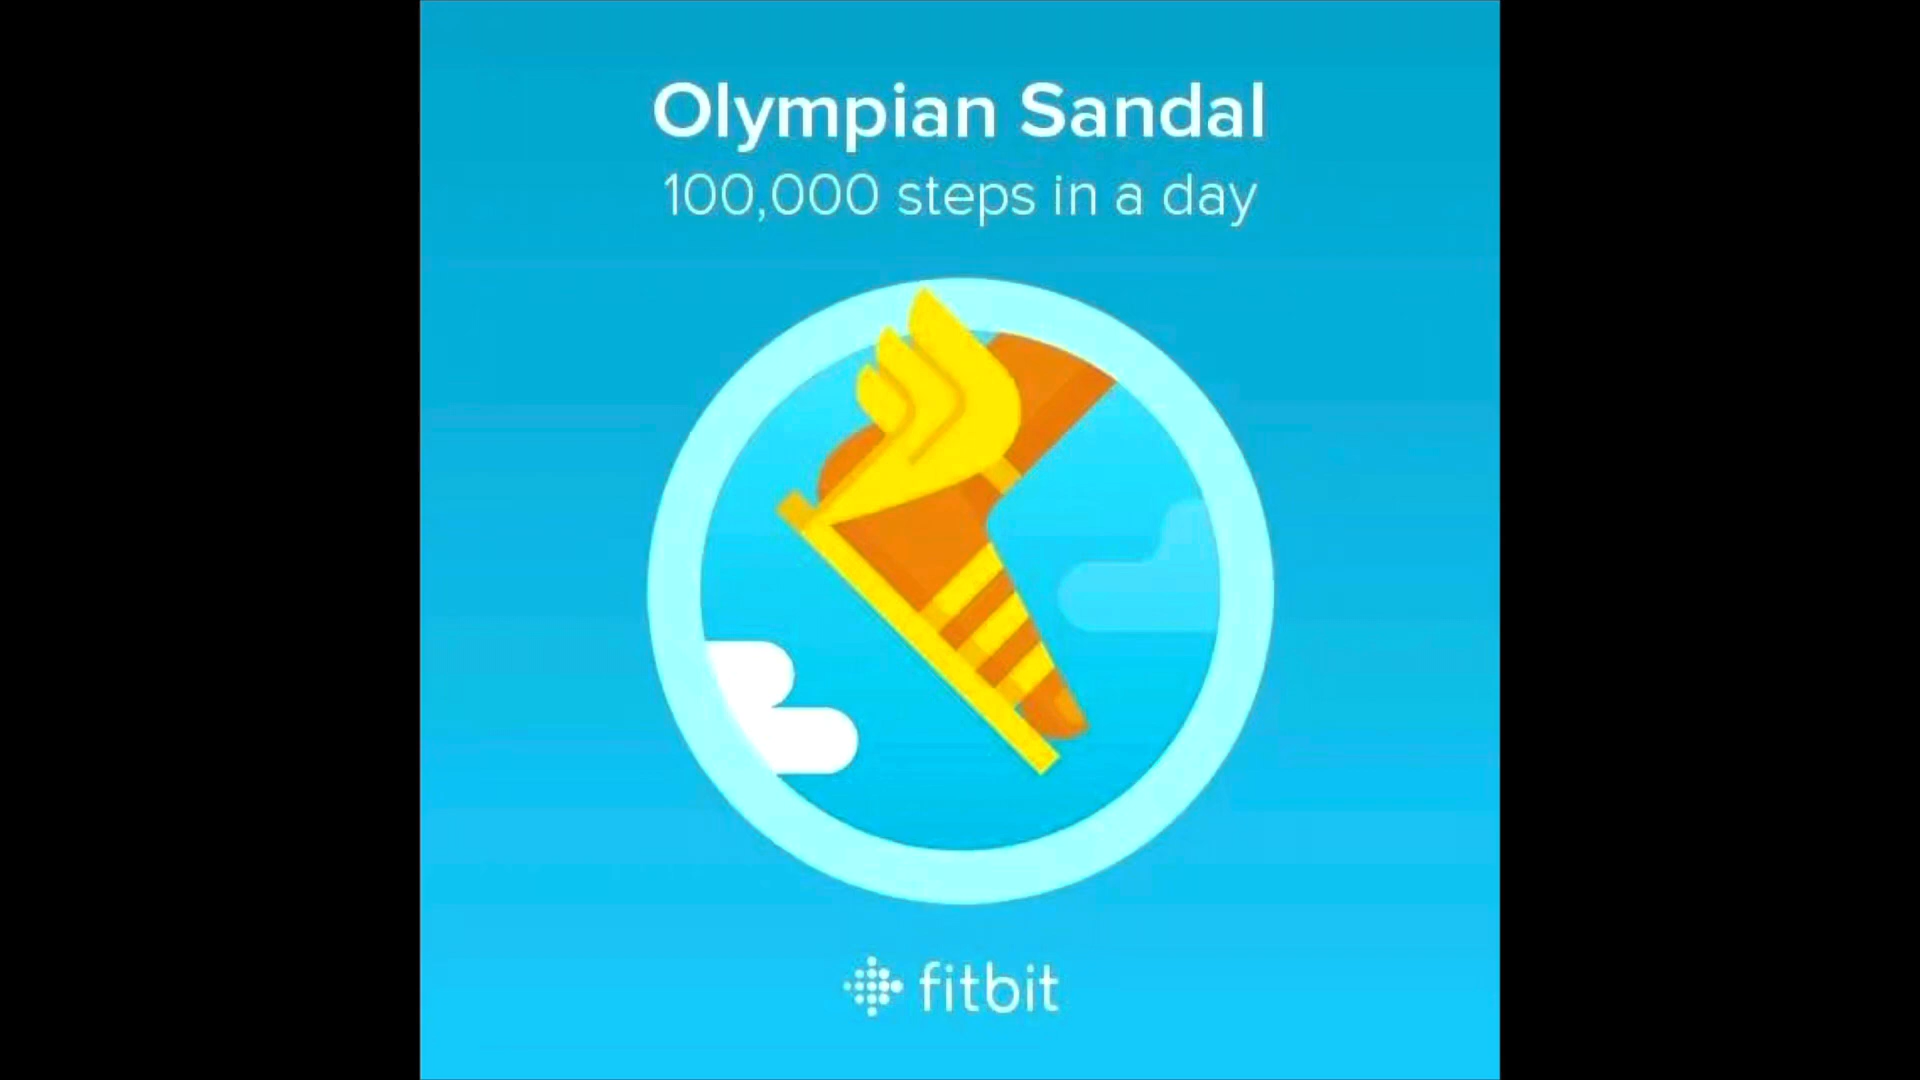 Olympian Sandal
100,000 steps in a day
fitbit